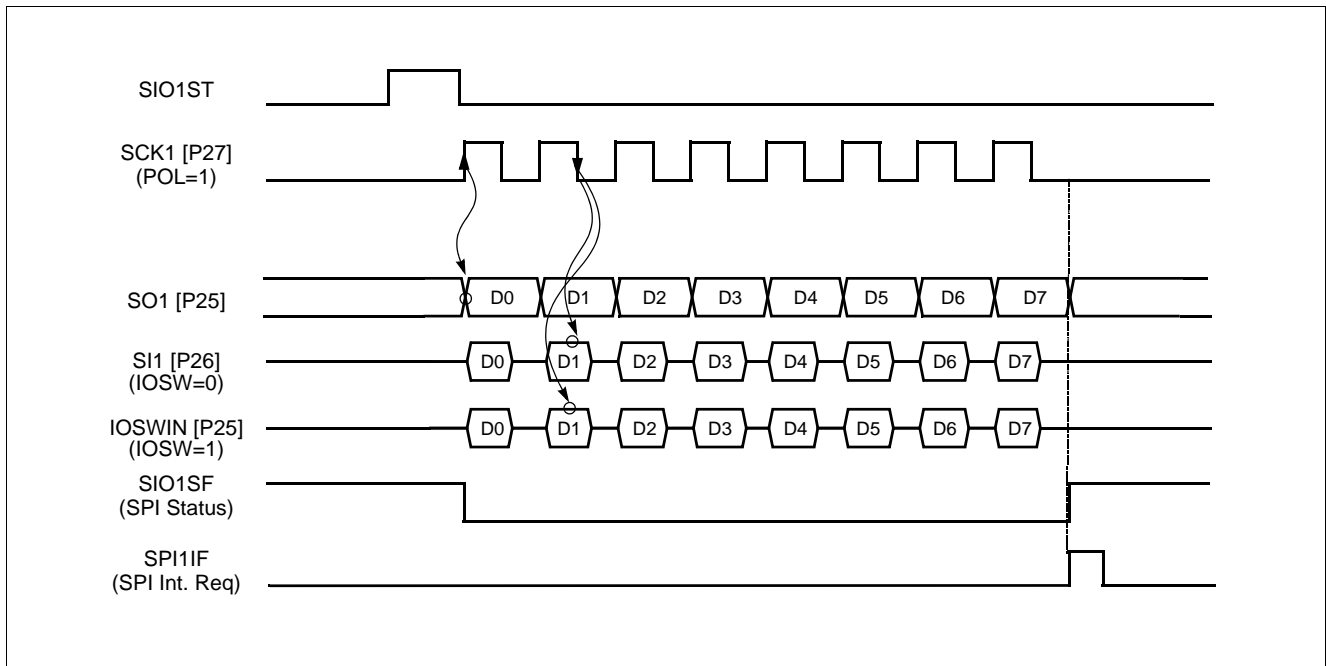 SIO1ST
SCK1 [P27]
(POL=1)
SO1 [P25]
D0 D1 D2 D3 D4 D5 D6 D7
SI1 [P26]
(IOSW=0)
D0 D1 D2 D3 D4 D5 D6 D7
IOSWIN [P25]
(IOSW=1)
D0 D1 D2 D3 D4 D5 D6 D7
SIO1SF
(SPI Status)
SPI1IF
(SPI Int. Req)